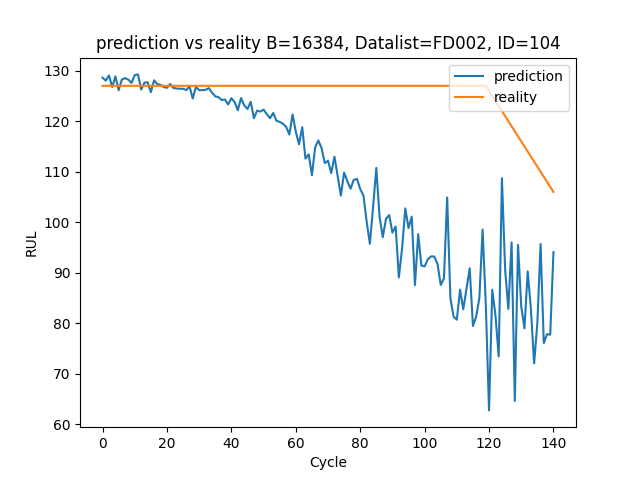 prediction vs reality B=16384, Datalist=FD002, ID=104
prediction
reality
130
120
110
100
90
80
70
60
RUL
0 20 40 60 80 100 120 140
Cycle